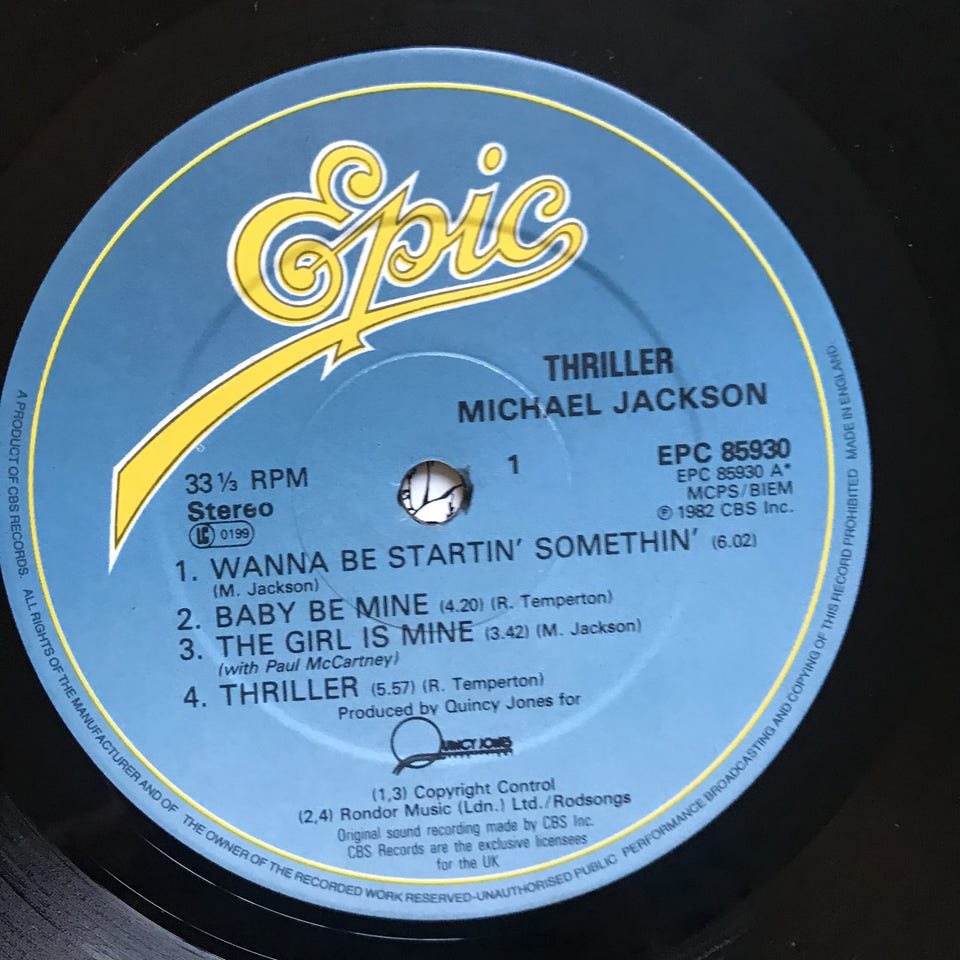 Epic
THRILLER
MICHAEL JACKSON
33 1/3 RPM
Stereo
LC 0199
1
EPC 85930
EPC 85930 A*
MCPS/BIEM
℗ 1982 CBS Inc.
1. WANNA BE STARTIN' SOMETHIN' (6.02)
(M. Jackson)
2. BABY BE MINE (4.20) (R. Temperton)
3. THE GIRL IS MINE (3.42) (M. Jackson)
(with Paul McCartney)
4. THRILLER (5.57) (R. Temperton)
Produced by Quincy Jones for
QUINCY JONES
(1,3) Copyright Control
(2,4) Rondor Music (Ldn.) Ltd./Rodsongs
Original sound recording made by CBS Inc.
CBS Records are the exclusive licensees
for the UK
A PRODUCT OF CBS RECORDS. ALL RIGHTS OF THE MANUFACTURER AND OF THE OWNER OF THE RECORDED WORK RESERVED-UNAUTHORISED PUBLIC PERFORMANCE BROADCASTING AND COPYING OF THIS RECORD PROHIBITED MADE IN ENGLAND